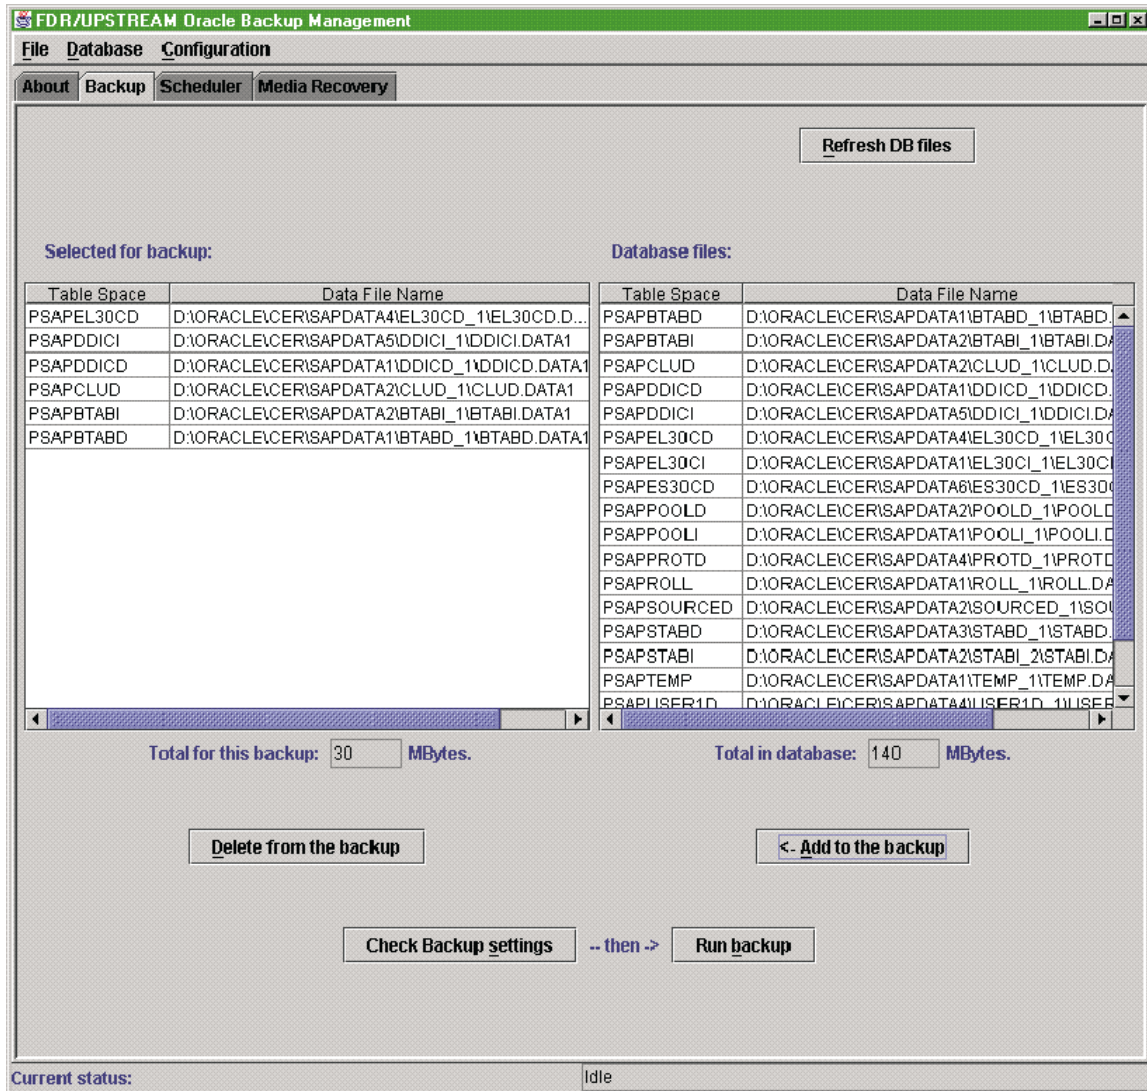 FDR/UPSTREAM Oracle Backup Management
File Database Configuration
About Backup Scheduler Media Recovery
Refresh DB files
Selected for backup:
Database files:
Table Space Data File Name
PSAPEL30CD D:\ORACLE\CER\SAPDATA4\EL30CD_1\EL30CD.D...
PSAPDDICI D:\ORACLE\CER\SAPDATA5\DDICI_1\DDICI.DATA1
PSAPDDICD D:\ORACLE\CER\SAPDATA1\DDICD_1\DDICD.DATA1
PSAPCLUD D:\ORACLE\CER\SAPDATA2\CLUD_1\CLUD.DATA1
PSAPBTABI D:\ORACLE\CER\SAPDATA2\BTABI_1\BTABI.DATA1
PSAPBTABD D:\ORACLE\CER\SAPDATA1\BTABD_1\BTABD.DATA1
Table Space Data File Name
PSAPBTABD D:\ORACLE\CER\SAPDATA1\BTABD_1\BTABD.
PSAPBTABI D:\ORACLE\CER\SAPDATA2\BTABI_1\BTABI.DA
PSAPCLUD D:\ORACLE\CER\SAPDATA2\CLUD_1\CLUD.D
PSAPDDICD D:\ORACLE\CER\SAPDATA1\DDICD_1\DDICD.
PSAPDDICI D:\ORACLE\CER\SAPDATA5\DDICI_1\DDICI.DA
PSAPEL30CD D:\ORACLE\CER\SAPDATA4\EL30CD_1\EL30C
PSAPEL30CI D:\ORACLE\CER\SAPDATA1\EL30CI_1\EL30CI
PSAPES30CD D:\ORACLE\CER\SAPDATA6\ES30CD_1\ES30
PSAPPOOLD D:\ORACLE\CER\SAPDATA2\POOLD_1\POOLD
PSAPPOOLI D:\ORACLE\CER\SAPDATA1\POOLI_1\POOLI.D
PSAPPROTD D:\ORACLE\CER\SAPDATA4\PROTD_1\PROTD
PSAPROLL D:\ORACLE\CER\SAPDATA1\ROLL_1\ROLL.DA
PSAPSOURCED D:\ORACLE\CER\SAPDATA2\SOURCED_1\SOU
PSAPSTABD D:\ORACLE\CER\SAPDATA3\STABD_1\STABD.
PSAPSTABI D:\ORACLE\CER\SAPDATA2\STABI_2\STABI.DA
PSAPTEMP D:\ORACLE\CER\SAPDATA1\TEMP_1\TEMP.DA
PSAPUSER1D D:\ORACLE\CER\SAPDATA4\USER1D_1\USER
Total for this backup: 30 MBytes.
Total in database: 140 MBytes.
Delete from the backup
<- Add to the backup
Check Backup settings -- then -> Run backup
Current status: Idle